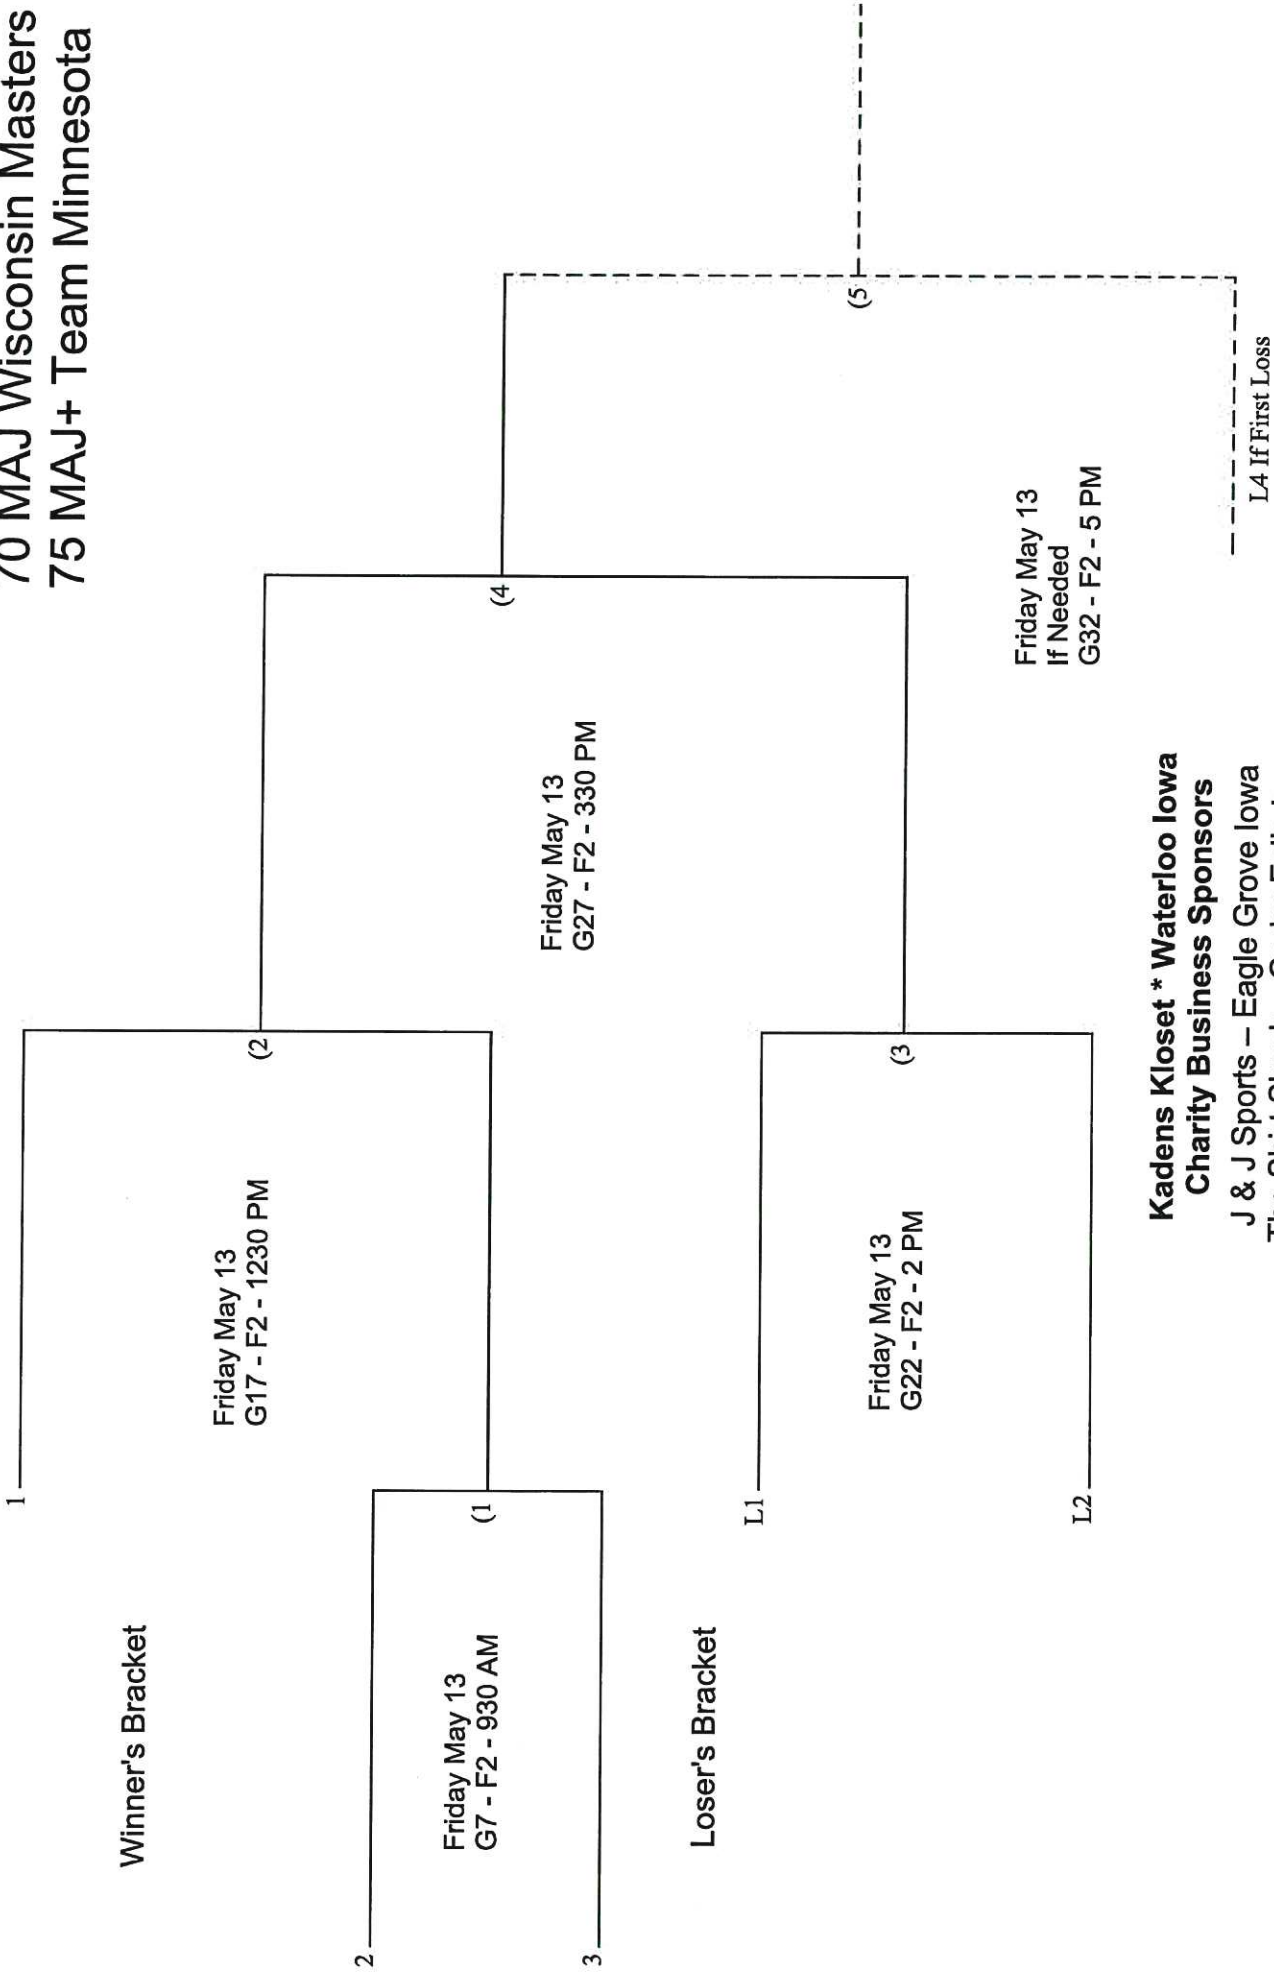 70 MAJ Wisconsin Masters
75 MAJ+ Team Minnesota
1
Winner's Bracket
Friday May 13
G17 - F2 - 1230 PM
(2
2
Friday May 13
G7 - F2 - 930 AM
(1
3
Friday May 13
G27 - F2 - 330 PM
(4
Loser's Bracket
L1
Friday May 13
G22 - F2 - 2 PM
(3
L2
(5
Friday May 13
If Needed
G32 - F2 - 5 PM
L4 If First Loss
Kadens Kloset * Waterloo Iowa
Charity Business Sponsors
J & J Sports – Eagle Grove Iowa